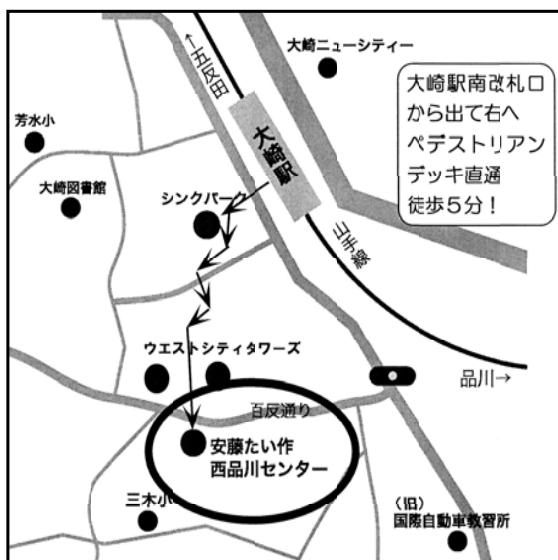 大崎ニューシティー
←五反田
大崎駅南改札口
から出て右へ
ペデストリアン
デッキ直通
徒歩５分！
芳水小
大崎駅
大崎図書館
シンクパーク
山手線
ウエストシティタワーズ
品川→
百反通り
安藤たい作
西品川センター
三木小
（旧）
国際自動車教習所